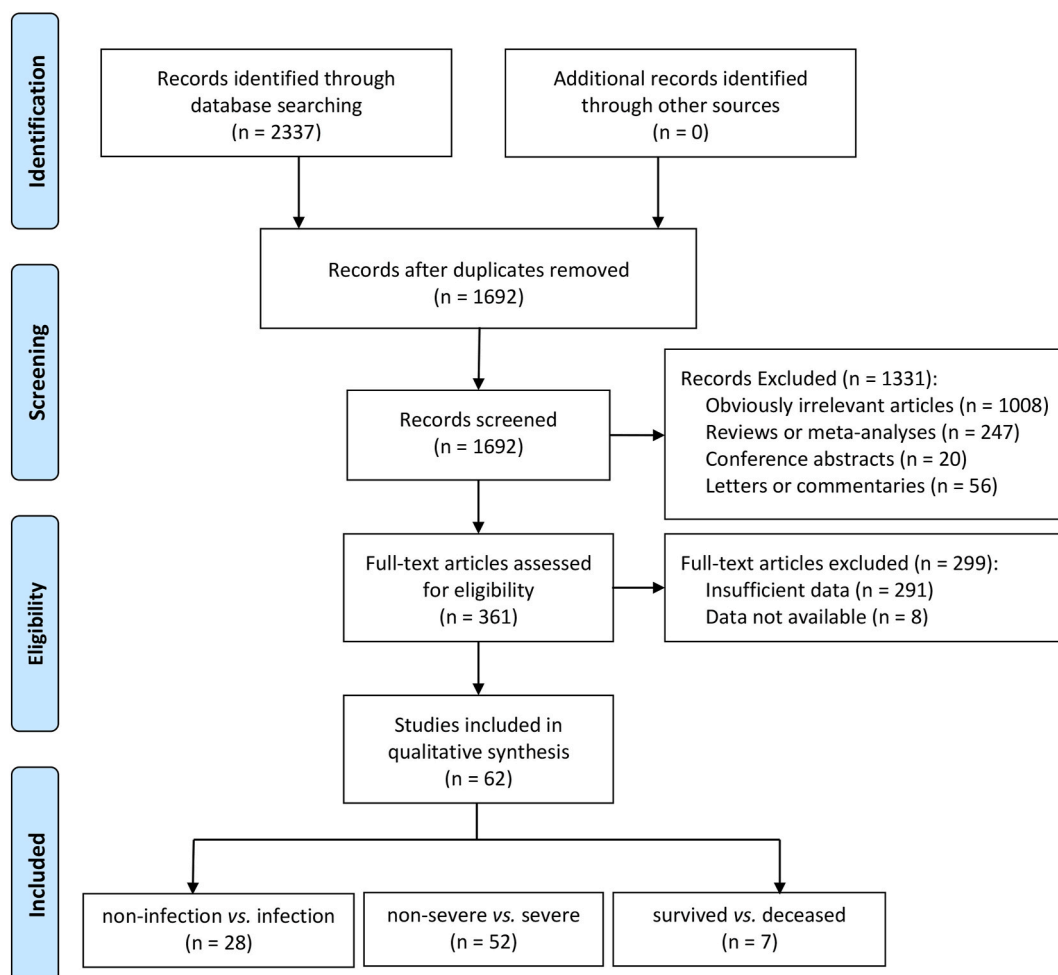 Identification
Records identified through
database searching
(n = 2337)
Additional records identified
through other sources
(n = 0)
Records after duplicates removed
(n = 1692)
Screening
Records screened
(n = 1692)
Records Excluded (n = 1331):
Obviously irrelevant articles (n = 1008)
Reviews or meta-analyses (n = 247)
Conference abstracts (n = 20)
Letters or commentaries (n = 56)
Eligibility
Full-text articles assessed
for eligibility
(n = 361)
Full-text articles excluded (n = 299):
Insufficient data (n = 291)
Data not available (n = 8)
Studies included in
qualitative synthesis
(n = 62)
Included
non-infection vs. infection
(n = 28)
non-severe vs. severe
(n = 52)
survived vs. deceased
(n = 7)